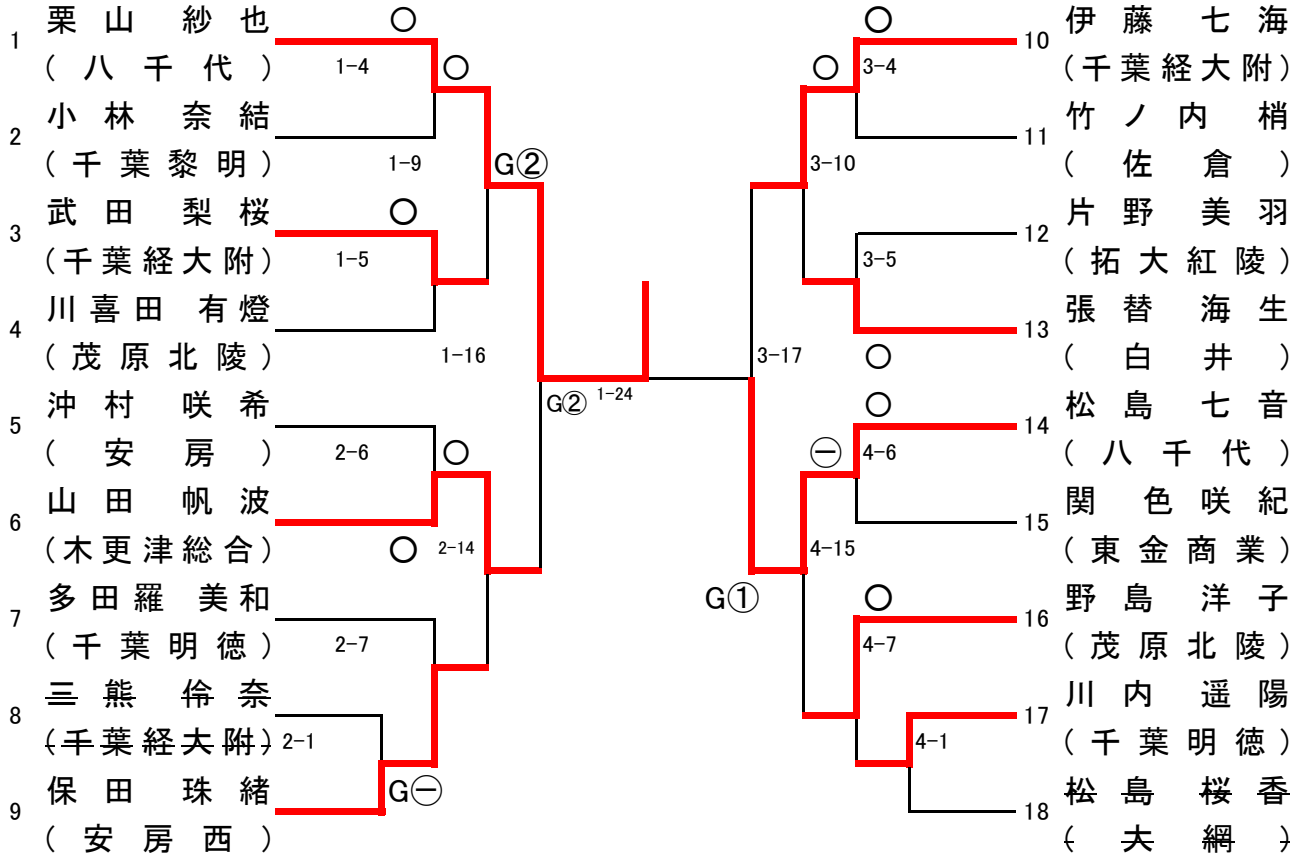 1 栗山 紗也
(八千代)
2 小林 奈結
(千葉黎明)
3 武田 梨桜
(千葉経大附)
4 川喜田 有燈
(茂原北陵)
5 沖村 咲希
(安房)
6 山田 帆波
(木更津総合)
7 多田羅 美和
(千葉明徳)
8 三熊 伶奈
(千葉経大附)
9 保田 珠緒
(安房西)
○
1-4
○
1-9
○
1-5
G②
1-16
2-6
○
○
2-14
2-7
2-1
G㊀
G② 1-24
○
3-4
○
3-10
3-5
○
3-17
○
4-6
㊀
4-15
G①
○
4-7
4-1
10 伊藤 七海
(千葉経大附)
11 竹ノ内 梢
(佐倉)
12 片野 美羽
(拓大紅陵)
13 張替 海生
(白井)
14 松島 七音
(八千代)
15 関 色咲紀
(東金商業)
16 野島 洋子
(茂原北陵)
17 川内 遥陽
(千葉明徳)
18 松島 桜香
(大網)